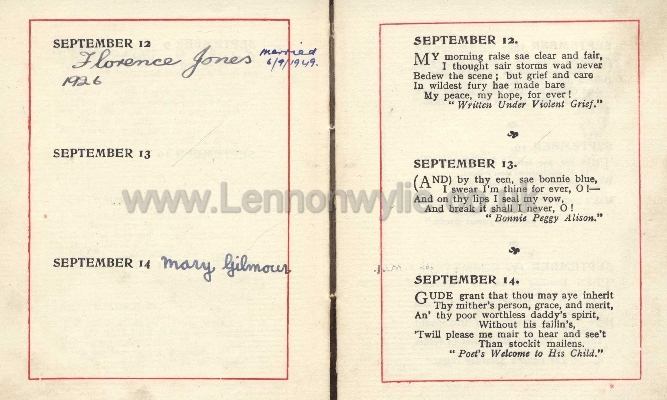 SEPTEMBER 12
Florence Jones married
1926 6/9/1949.
SEPTEMBER 13
SEPTEMBER 14 Mary Gilmour
SEPTEMBER 12.
MY morning raise sae clear and fair,
I thought sair storms wad never
Bedew the scene; but grief and care
In wildest fury hae made bare
My peace, my hope, for ever!
"Written Under Violent Grief."
SEPTEMBER 13.
(AND) by thy een, sae bonnie blue,
I swear I'm thine for ever, O!—
And on thy lips I seal my vow,
And break it shall I never, O!
"Bonnie Peggy Alison."
SEPTEMBER 14.
GUDE grant that thou may aye inherit
Thy mither's person, grace, and merit,
An' thy poor worthless daddy's spirit,
Without his failin's,
'Twill please me mair to hear and see't
Than stockit mailens.
"Poet's Welcome to His Child."
www.Lennonwylie.co.uk